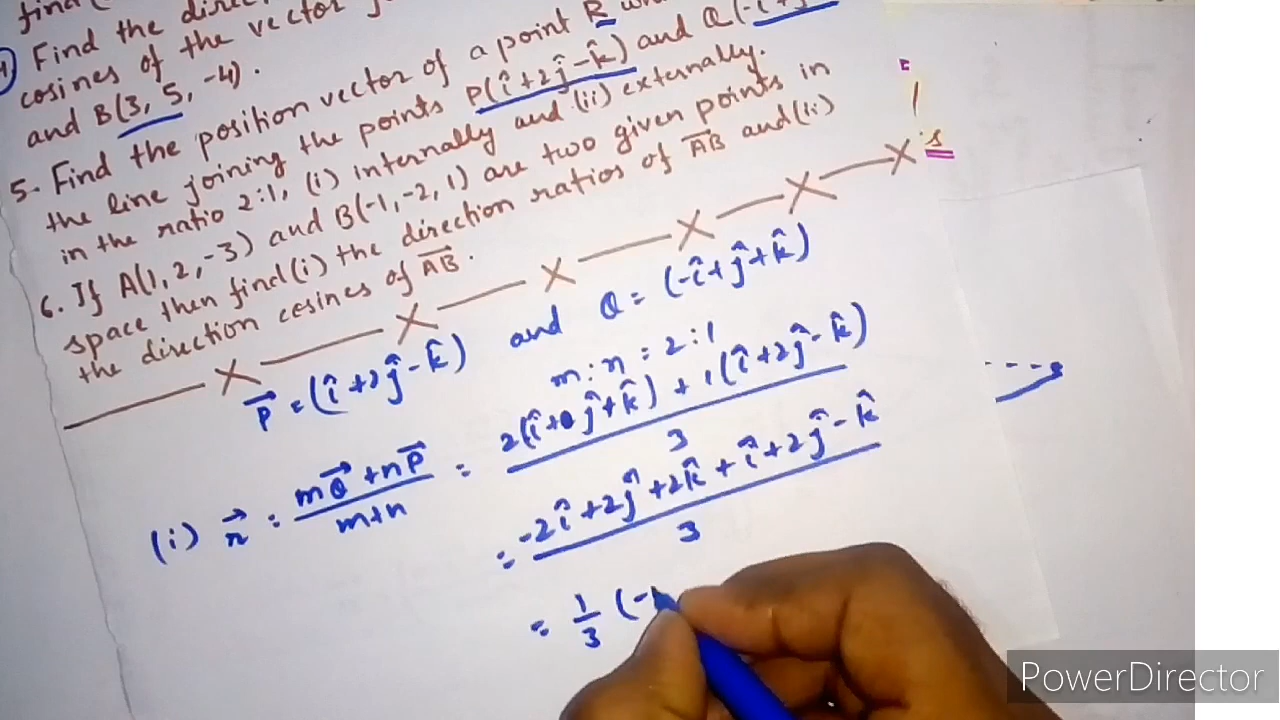 find
Find the direc
cosines of the vector
and B(3, 5, -4).
5. Find the position vector of a point R
the line joining the points P(î+2ĵ-k̂) and Q(-î+ĵ
in the ratio 2:1, (i) internally and (ii) externally.
6. If A(1, 2, -3) and B(-1, -2, 1) are two given points in
space then find (i) the direction ratios of A⃗B⃗ and (ii)
the direction cosines of A⃗B⃗.
P⃗ = (î+2ĵ-k̂) and Q = (-î+ĵ+k̂)
m:n = 2:1
(i) r⃗ = mQ⃗+nP⃗ / m+n = 2(î+ĵ+k̂) + 1(î+2ĵ-k̂) / 3
= -2î+2ĵ+2k̂+î+2ĵ-k̂ / 3
= 1/3 (-
PowerDirector